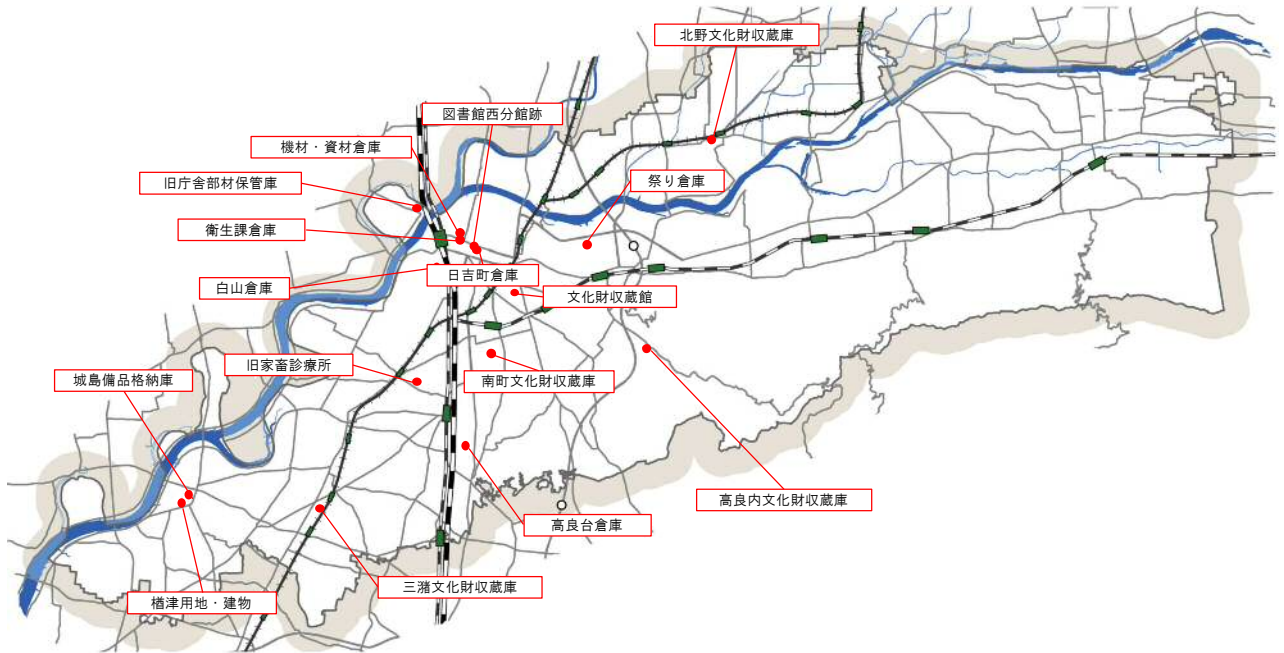 北野文化財収蔵庫
図書館西分館跡
機材・資材倉庫
旧庁舎部材保管庫
祭り倉庫
衛生課倉庫
日吉町倉庫
白山倉庫
文化財収蔵館
旧家畜診療所
城島備品格納庫
南町文化財収蔵庫
高良内文化財収蔵庫
高良台倉庫
三潴文化財収蔵庫
楢津用地・建物